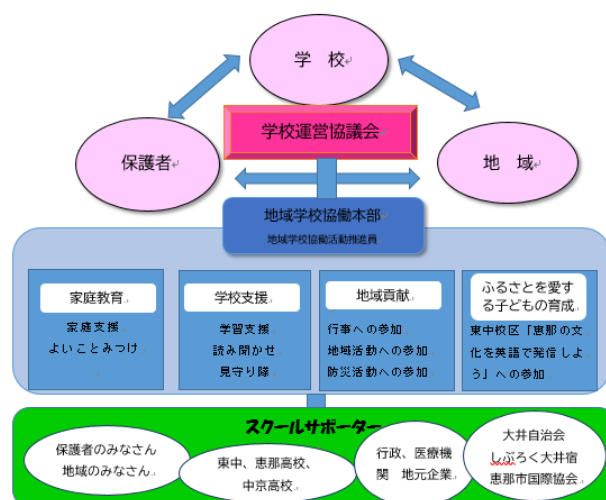 学　校
学校運営協議会
保護者
地　域
地域学校協働本部
地域学校協働活動推進員
家庭教育
家庭支援
よいことみつけ
学校支援
学習支援
読み聞かせ
見守り隊
地域貢献
行事への参加
地域活動への参加
防災活動への参加
ふるさとを愛す
る子どもの育成
東中校区「恵那の文
化を英語で発信しよ
う」への参加
スクールサポーター
保護者のみなさん
地域のみなさん
東中、恵那高校、
中京高校、
行政、医療機
関　地元企業
大井自治会
しぶろく大井宿
恵那市国際協会